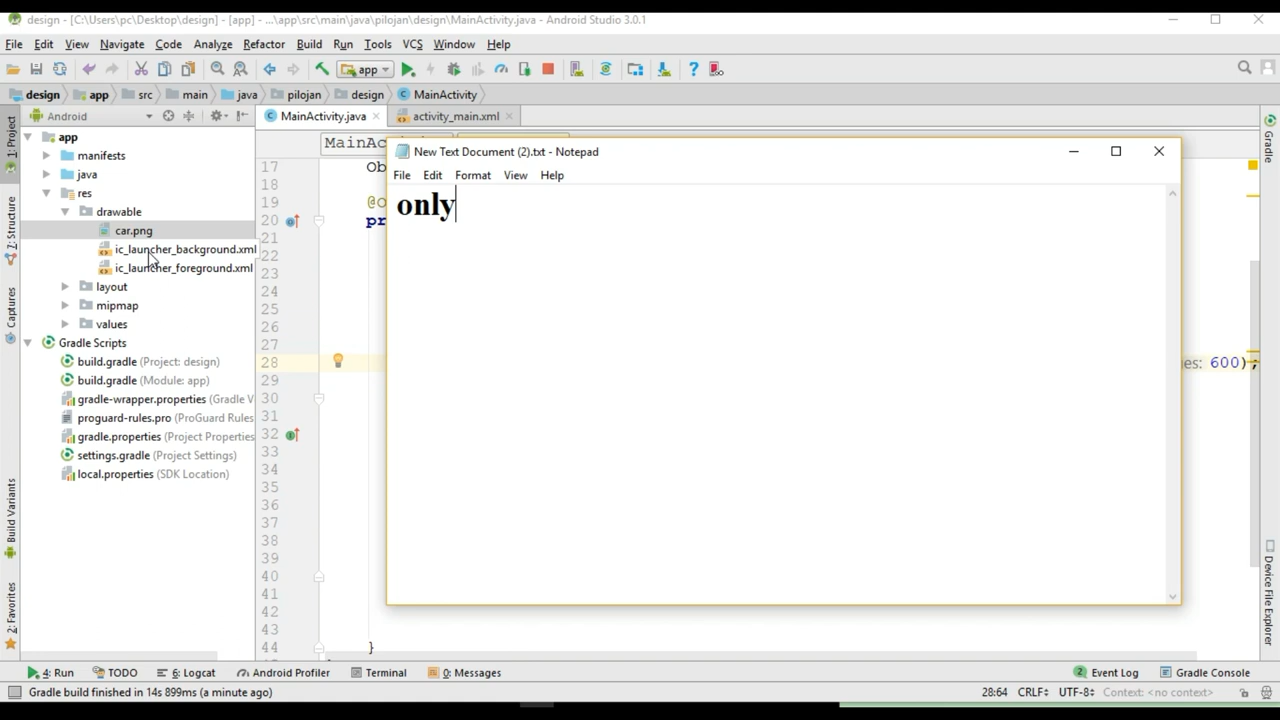 design - [C:\Users\pc\Desktop\design] - [app] - ...\app\src\main\java\pilojan\design\MainActivity.java - Android Studio 3.0.1
File Edit View Navigate Code Analyze Refactor Build Run Tools VCS Window Help
app
design app src main java pilojan design MainActivity
Android
MainActivity.java
activity_main.xml
1: Project
7: Structure
Captures
Build Variants
2: Favorites
app
manifests
java
res
drawable
car.png
ic_launcher_background.xml
ic_launcher_foreground.xml
layout
mipmap
values
Gradle Scripts
build.gradle (Project: design)
build.gradle (Module: app)
gradle-wrapper.properties (Gradle V
proguard-rules.pro (ProGuard Rules
gradle.properties (Project Properties
settings.gradle (Project Settings)
local.properties (SDK Location)
MainAc
17 Ob
18
19 @O
20 pr
21
22
23
24
25
26
27
28 es: 600);
29
30
31
32
33
34
35
36
37
38
39
40
41
42
43
44 }
New Text Document (2).txt - Notepad
File Edit Format View Help
only
Gradle
Device File Explorer
4: Run TODO 6: Logcat Android Profiler Terminal 0: Messages Event Log Gradle Console
Gradle build finished in 14s 899ms (a minute ago) 28:64 CRLF UTF-8 Context: <no context>